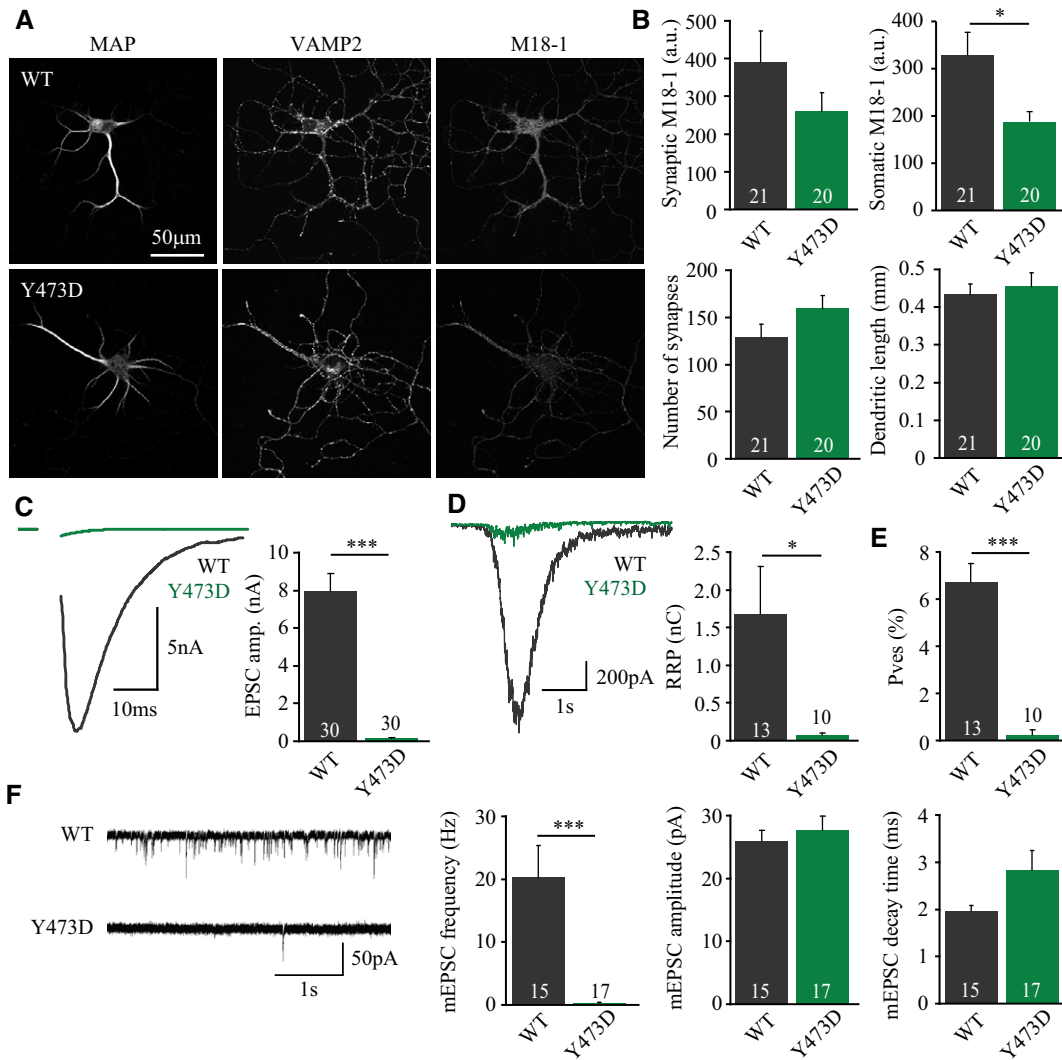 A
MAP
VAMP2
M18-1
WT
50μm
Y473D
B
Synaptic M18-1 (a.u.)
500
400
300
200
100
0
21
20
WT
Y473D
Somatic M18-1 (a.u.)
400
300
200
100
0
*
21
20
WT
Y473D
Number of synapses
150
100
50
0
21
20
WT
Y473D
Dendritic length (mm)
0.5
0.4
0.3
0.2
0.1
0
21
20
WT
Y473D
C
WT
Y473D
5nA
10ms
EPSC amp. (nA)
10
8
6
4
2
0
***
30
30
WT
Y473D
D
WT
Y473D
200pA
1s
RRP (nC)
2.5
2.0
1.5
1.0
0.5
0
*
13
10
WT
Y473D
E
Pves (%)
8
6
4
2
0
***
13
10
WT
Y473D
F
WT
Y473D
50pA
1s
mEPSC frequency (Hz)
30
20
10
0
***
15
17
WT
Y473D
mEPSC amplitude (pA)
30
20
10
0
15
17
WT
Y473D
mEPSC decay time (ms)
4
3
2
1
0
15
17
WT
Y473D